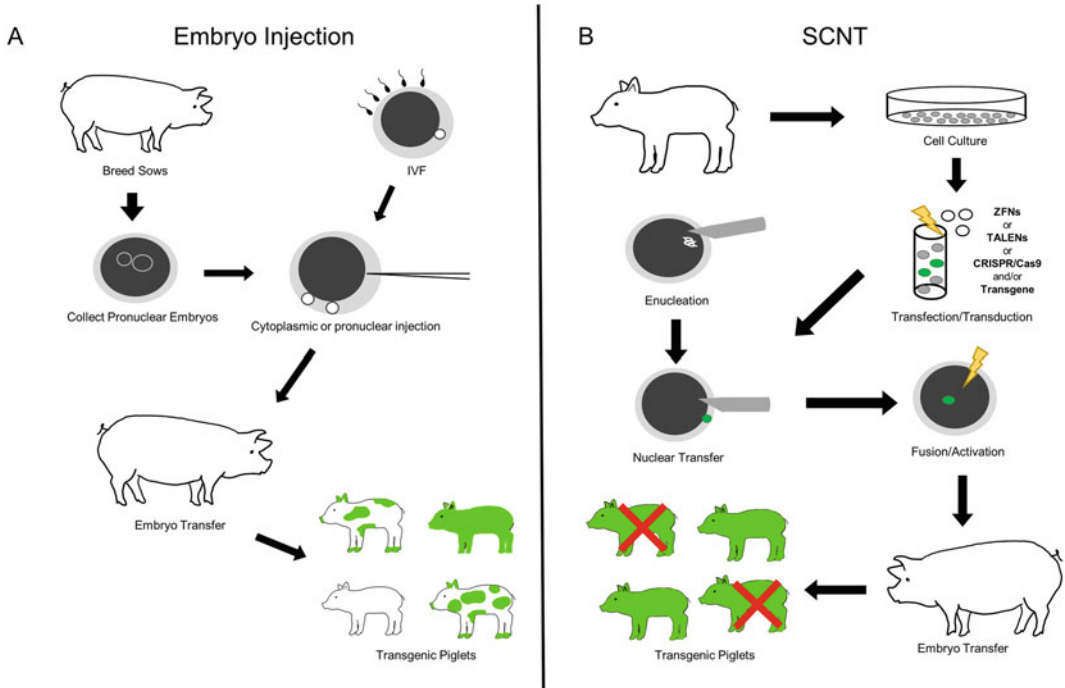 A
Embryo Injection
Breed Sows
IVF
Collect Pronuclear Embryos
Cytoplasmic or pronuclear injection
Embryo Transfer
Transgenic Piglets
B
SCNT
Cell Culture
ZFNs
or
TALENs
or
CRISPR/Cas9
and/or
Transgene
Enucleation
Transfection/Transduction
Nuclear Transfer
Fusion/Activation
Transgenic Piglets
Embryo Transfer